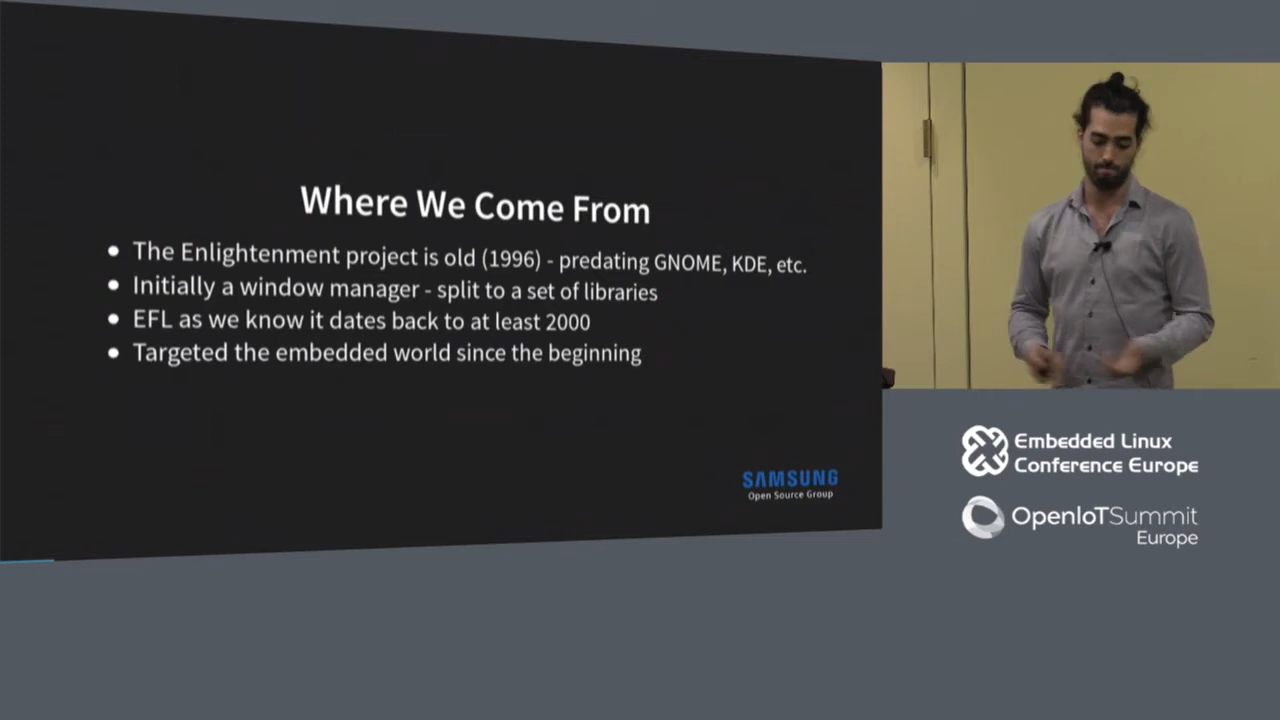 Where We Come From
The Enlightenment project is old (1996) - predating GNOME, KDE, etc.
Initially a window manager - split to a set of libraries
EFL as we know it dates back to at least 2000
Targeted the embedded world since the beginning
SAMSUNG
Open Source Group
Embedded Linux
Conference Europe
OpenIoTSummit
Europe